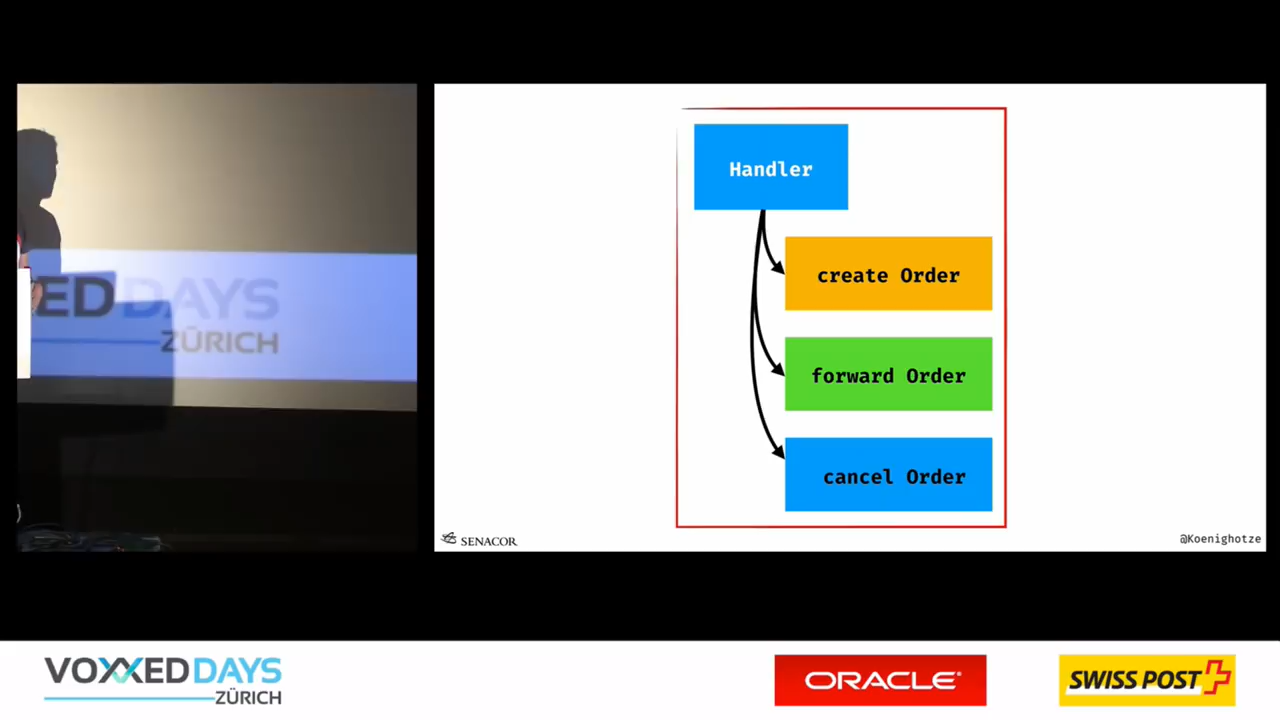 ED DAYS
ZÜRICH
Handler
create Order
forward Order
cancel Order
SENACOR
@Koenighotze
VOXXED DAYS
ZÜRICH
ORACLE®
SWISS POST